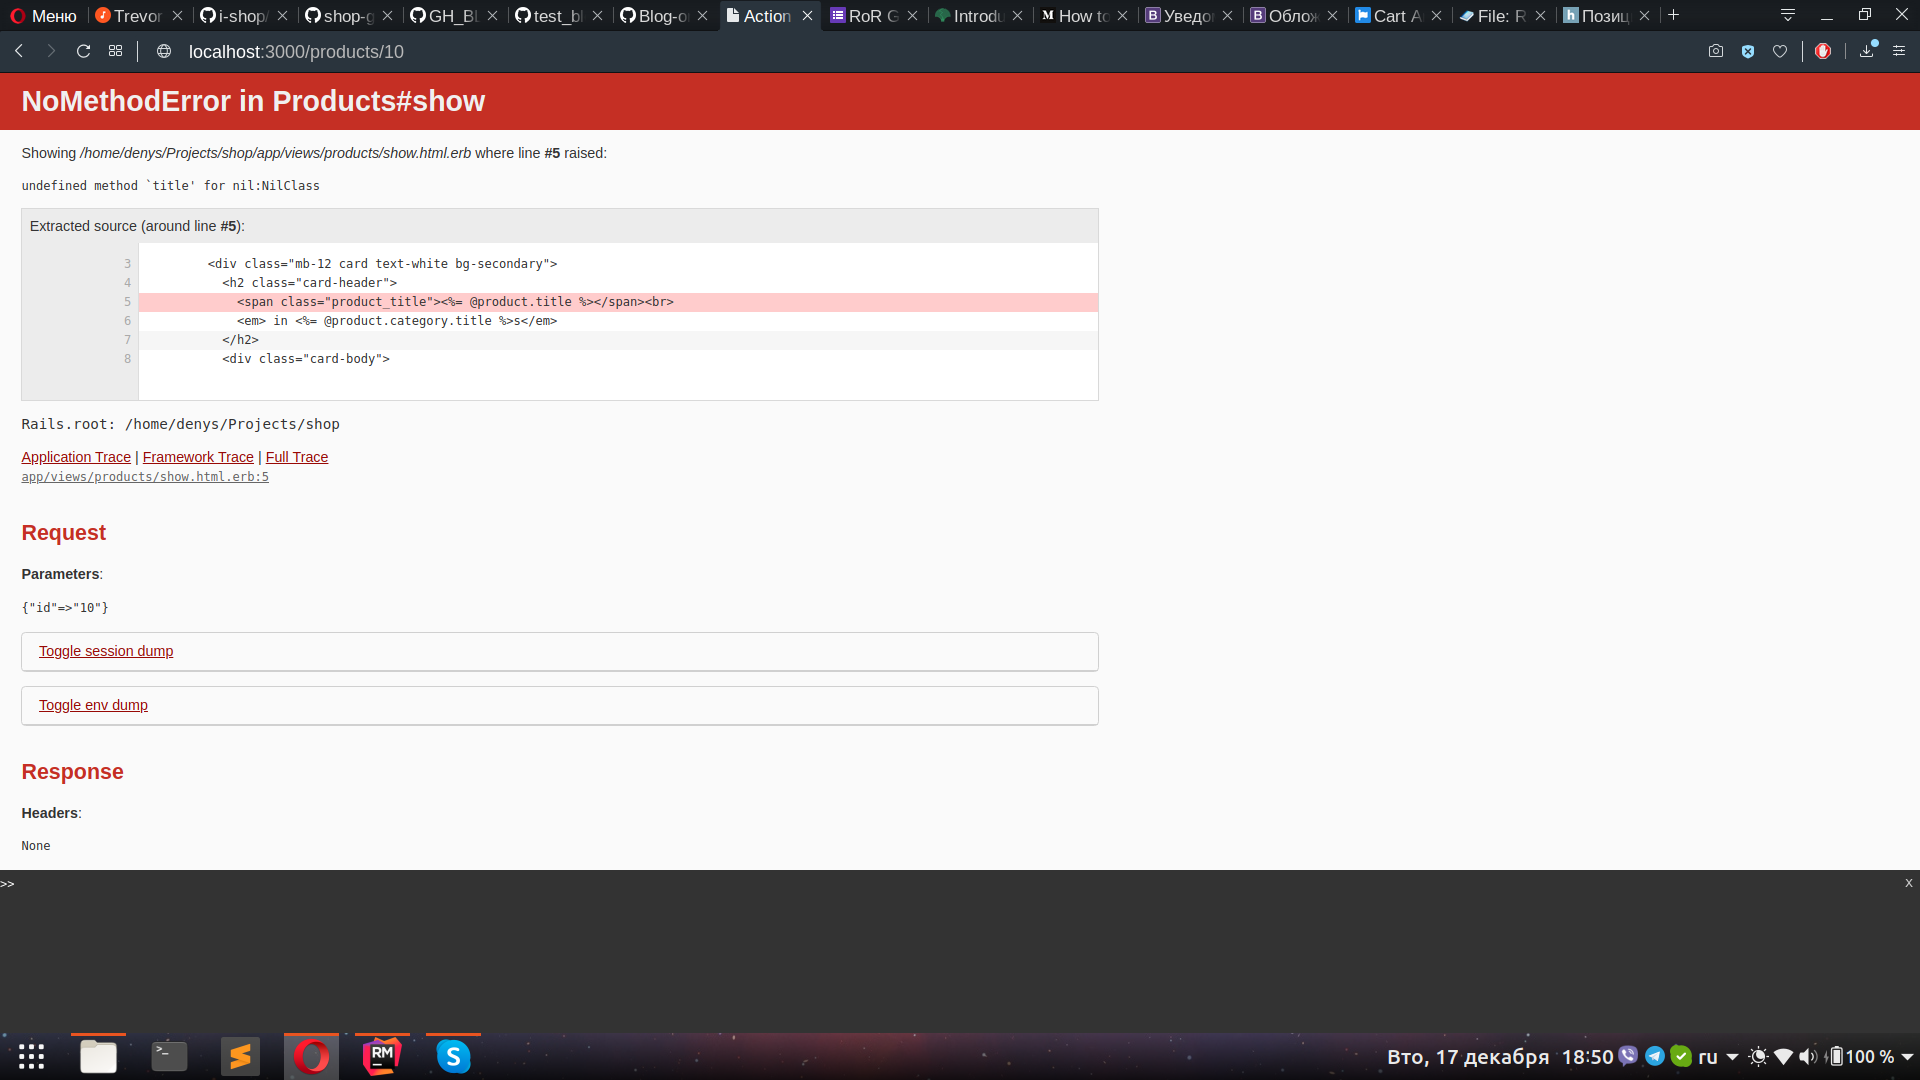 Меню Trevor i-shop/ shop-g GH_BL test_bi Blog-o Action RoR G Introdu How to Уведо Облож Cart A File: R Позиц
localhost:3000/products/10
NoMethodError in Products#show
Showing /home/denys/Projects/shop/app/views/products/show.html.erb where line #5 raised:
undefined method `title' for nil:NilClass
Extracted source (around line #5):
3 <div class="mb-12 card text-white bg-secondary">
4 <h2 class="card-header">
5 <span class="product_title"><%= @product.title %></span><br>
6 <em> in <%= @product.category.title %>s</em>
7 </h2>
8 <div class="card-body">
Rails.root: /home/denys/Projects/shop
Application Trace | Framework Trace | Full Trace
app/views/products/show.html.erb:5
Request
Parameters:
{"id"=>"10"}
Toggle session dump
Toggle env dump
Response
Headers:
None
>> x
Вто, 17 декабря 18:50 ru 100 %